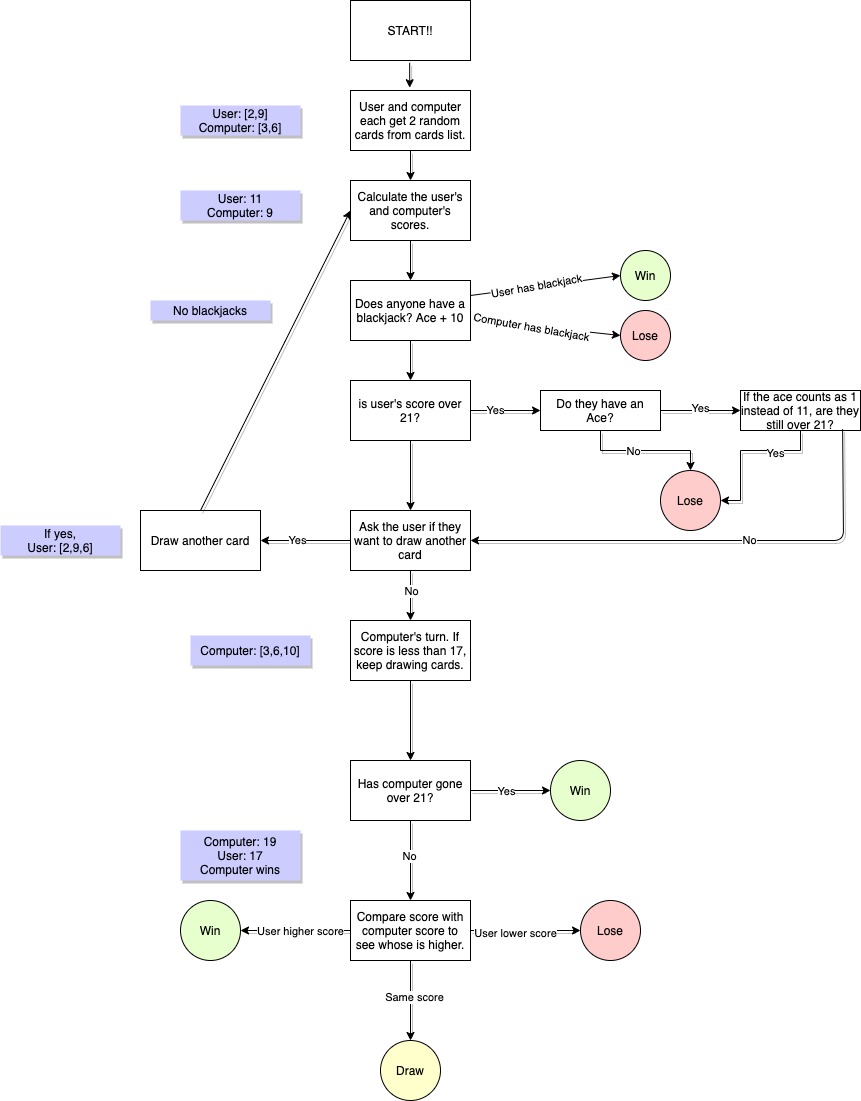 START!!
User: [2,9]
Computer: [3,6]
User and computer
each get 2 random
cards from cards list.
User: 11
Computer: 9
Calculate the user's
and computer's
scores.
No blackjacks
Does anyone have a
blackjack? Ace + 10
User has blackjack
Win
Computer has blackjack
Lose
is user's score over
21?
Yes
Do they have an
Ace?
Yes
If the ace counts as 1
instead of 11, are they
still over 21?
No
Yes
Lose
If yes,
User: [2,9,6]
Draw another card
Yes
Ask the user if they
want to draw another
card
No
No
Computer: [3,6,10]
Computer's turn. If
score is less than 17,
keep drawing cards.
Has computer gone
over 21?
Yes
Win
Computer: 19
User: 17
Computer wins
No
Win
User higher score
Compare score with
computer score to
see whose is higher.
User lower score
Lose
Same score
Draw